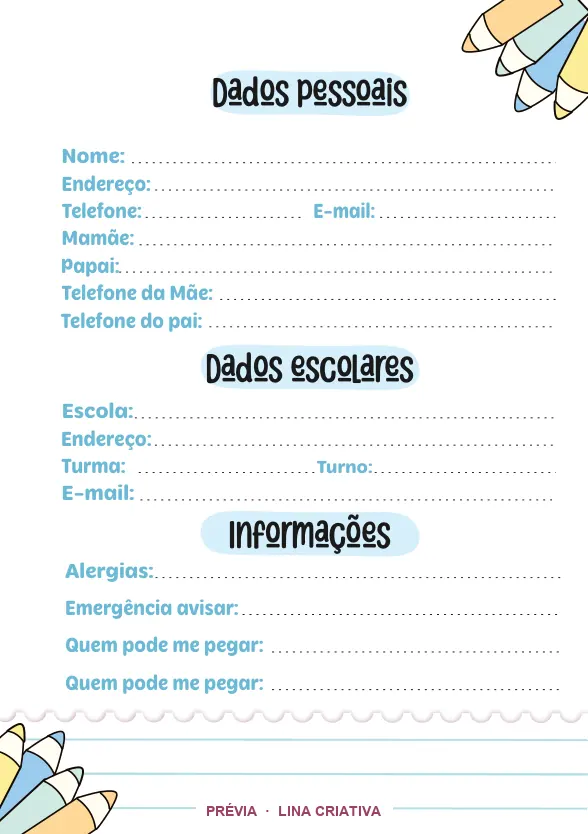 Dados pessoais
Nome:
Endereço:
Telefone: E-mail:
Mamãe:
Papai:
Telefone da Mãe:
Telefone do pai:
Dados escolares
Escola:
Endereço:
Turma: Turno:
E-mail:
Informações
Alergias:
Emergência avisar:
Quem pode me pegar:
Quem pode me pegar:
PRÉVIA · LINA CRIATIVA